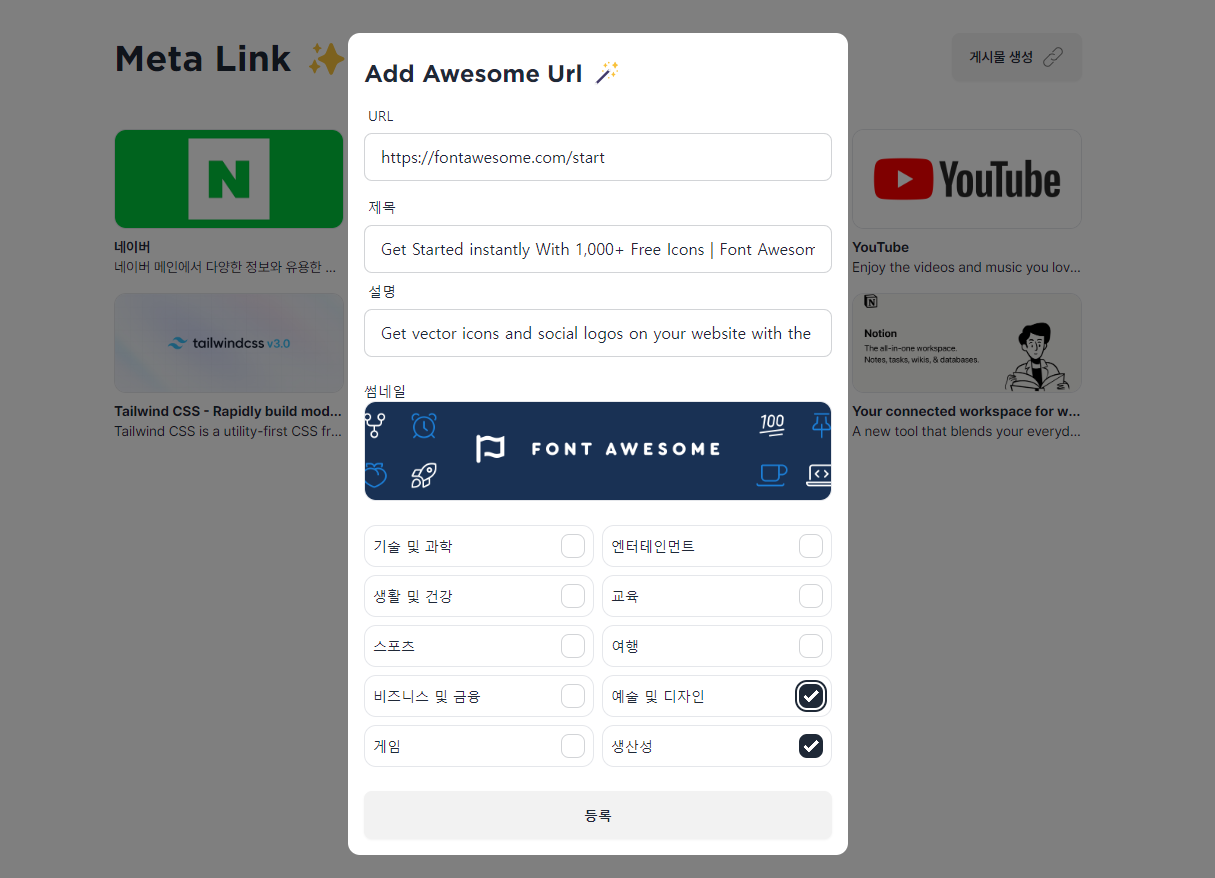 Meta Link ✨
게시물 생성
네이버
네이버 메인에서 다양한 정보와 유용한 ...
tailwindcss v3.0
Tailwind CSS - Rapidly build mod...
Tailwind CSS is a utility-first CSS fr...
Add Awesome Url
URL
https://fontawesome.com/start
제목
Get Started instantly With 1,000+ Free Icons | Font Awesom
설명
Get vector icons and social logos on your website with the
썸네일
100
FONT AWESOME
기술 및 과학
엔터테인먼트
생활 및 건강
교육
스포츠
여행
비즈니스 및 금융
예술 및 디자인
게임
생산성
등록
YouTube
YouTube
Enjoy the videos and music you lov...
Notion
The all-in-one workspace.
Notes, tasks, wikis, & databases.
Your connected workspace for w...
A new tool that blends your everyd...